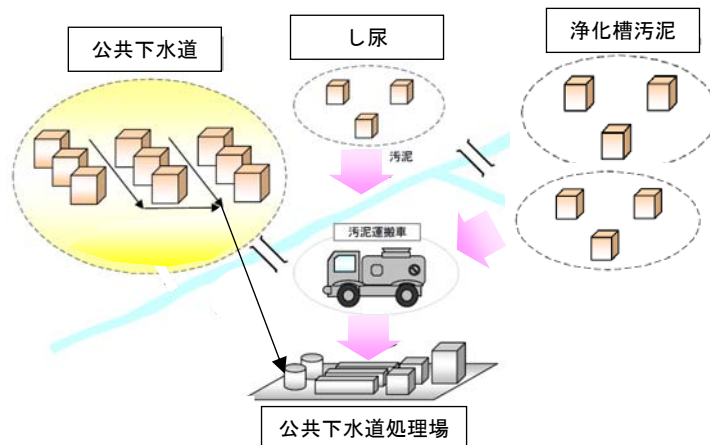 公共下水道
し尿
浄化槽汚泥
汚泥
汚泥運搬車
公共下水道処理場